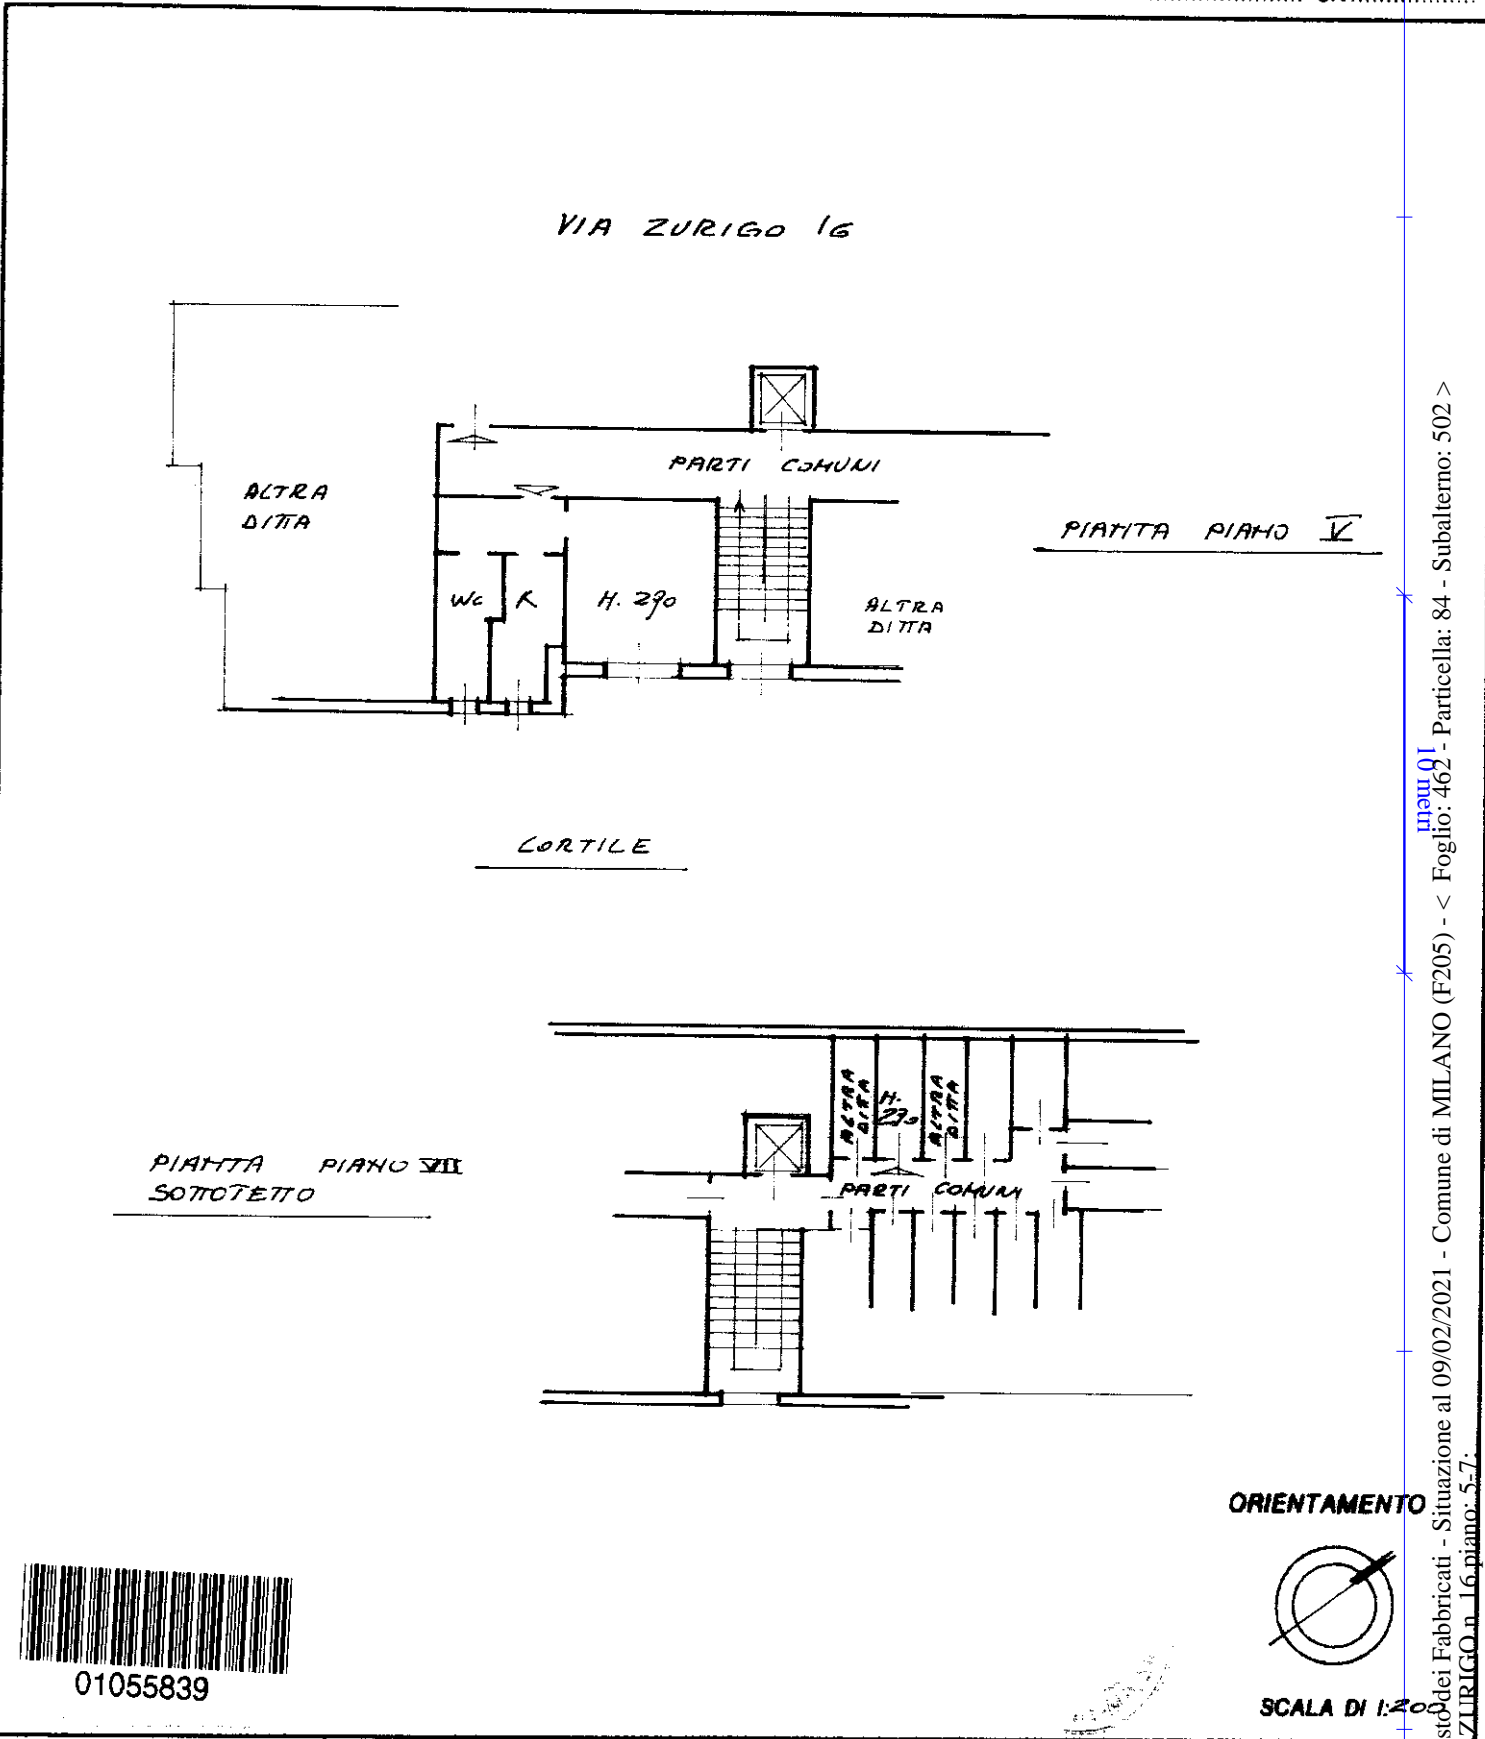 VIA ZURIGO 16
ALTRA
DITTA
PARTI COMUNI
PIANTA PIANO V
WC K H. 290
ALTRA
DITTA
CORTILE
10 metri
ALTRA
DITTA
H.
270
ALTRA
DITTA
PIANTA PIANO VII
SOTTOTETTO
PARTI COMUNI
ORIENTAMENTO
SCALA DI 1:200
01055839
sto dei Fabbricati - Situazione al 09/02/2021 - Comune di MILANO (F205) - < Foglio: 462 - Particella: 84 - Subalterno: 502 >
ZURIGO n. 16 piano: 5-7;